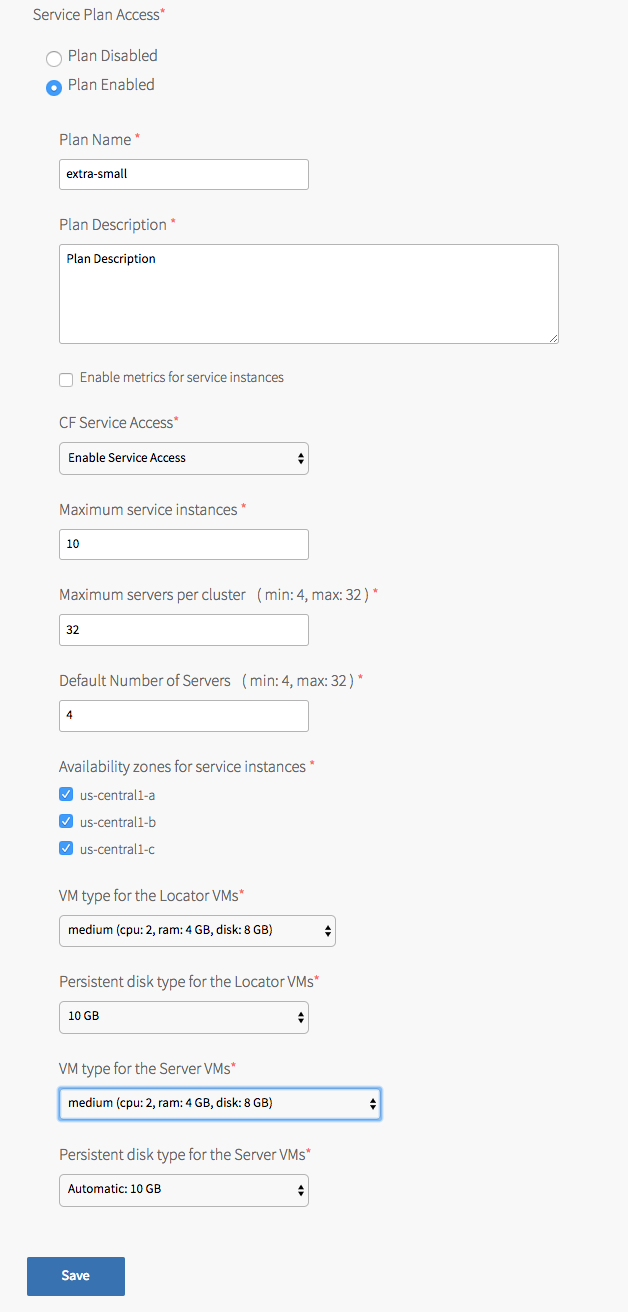 Service Plan Access*
Plan Disabled
Plan Enabled
Plan Name *
extra-small
Plan Description *
Plan Description
Enable metrics for service instances
CF Service Access*
Enable Service Access
Maximum service instances *
10
Maximum servers per cluster ( min: 4, max: 32 ) *
32
Default Number of Servers ( min: 4, max: 32 ) *
4
Availability zones for service instances *
us-central1-a
us-central1-b
us-central1-c
VM type for the Locator VMs*
medium (cpu: 2, ram: 4 GB, disk: 8 GB)
Persistent disk type for the Locator VMs*
10 GB
VM type for the Server VMs*
medium (cpu: 2, ram: 4 GB, disk: 8 GB)
Persistent disk type for the Server VMs*
Automatic: 10 GB
Save